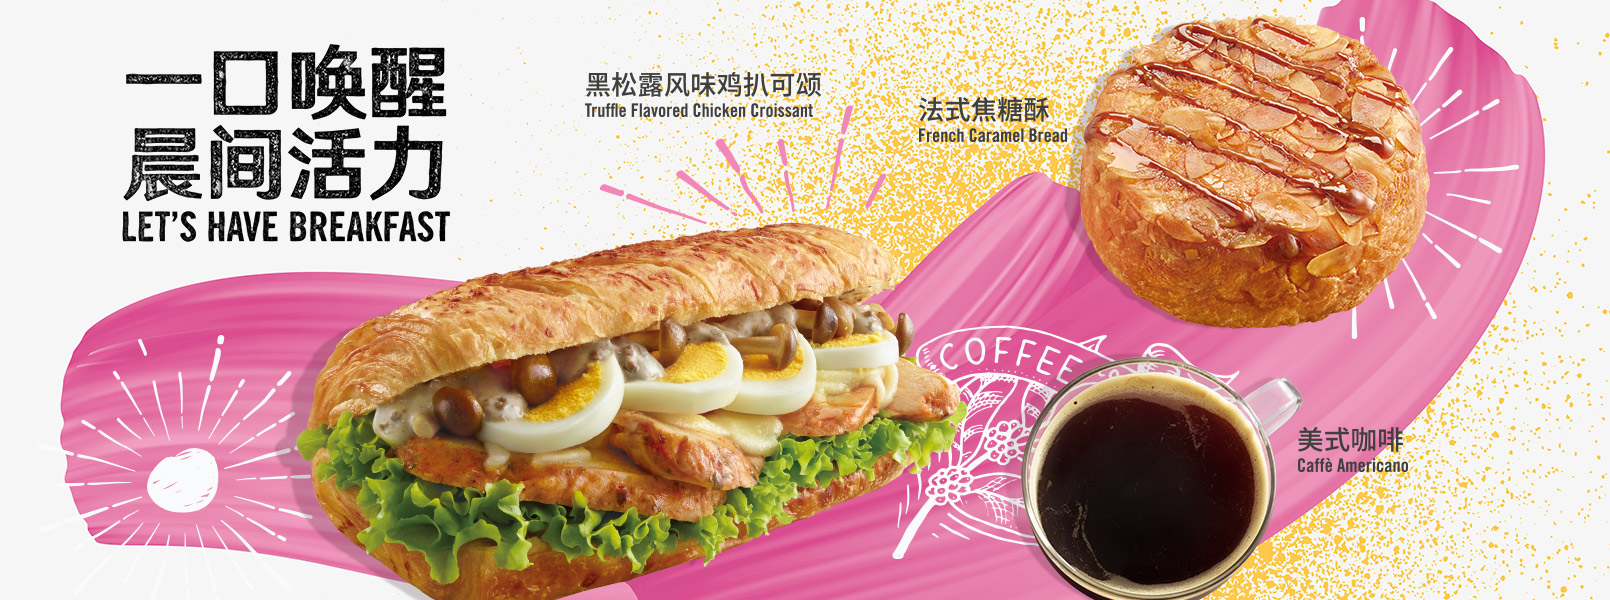 一口唤醒
晨间活力
LET'S HAVE BREAKFAST
黑松露风味鸡扒可颂
Truffle Flavored Chicken Croissant
法式焦糖酥
French Caramel Bread
COFFEE
美式咖啡
Caffè Americano